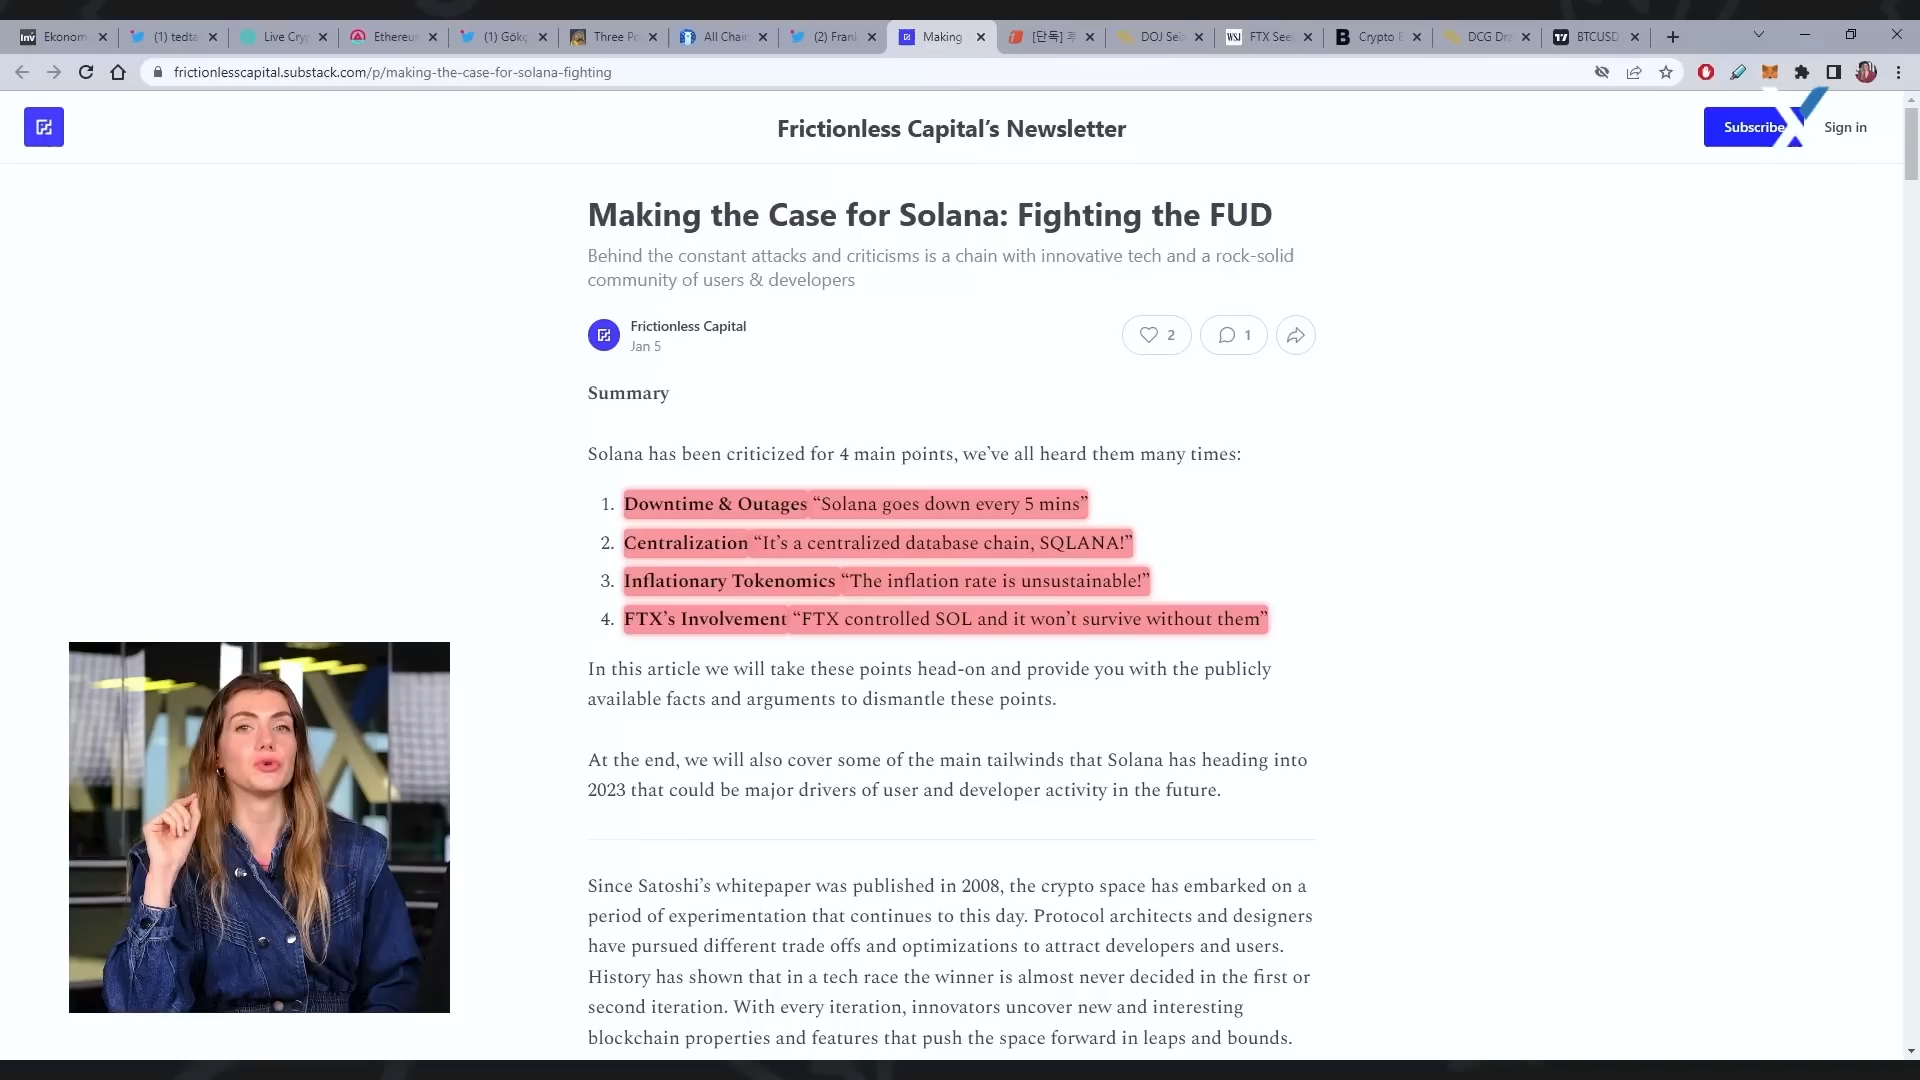 Ekonom
(1) tedta
Live Cry
Ethereu
(1) Gökç
Three Po
All Chain
(2) Frank
Making
[단독]
DOJ Sei
WSJ
FTX See
Crypto E
DCG Dra
BTCUSD
frictionlesscapital.substack.com/p/making-the-case-for-solana-fighting
Frictionless Capital’s Newsletter
Subscribe
Sign in
Making the Case for Solana: Fighting the FUD
Behind the constant attacks and criticisms is a chain with innovative tech and a rock-solid
community of users & developers
Frictionless Capital
Jan 5
2
1
Summary
Solana has been criticized for 4 main points, we’ve all heard them many times:
1. Downtime & Outages “Solana goes down every 5 mins”
2. Centralization “It’s a centralized database chain, SQLANA!”
3. Inflationary Tokenomics “The inflation rate is unsustainable!”
4. FTX’s Involvement “FTX controlled SOL and it won’t survive without them”
In this article we will take these points head-on and provide you with the publicly
available facts and arguments to dismantle these points.
At the end, we will also cover some of the main tailwinds that Solana has heading into
2023 that could be major drivers of user and developer activity in the future.
Since Satoshi’s whitepaper was published in 2008, the crypto space has embarked on a
period of experimentation that continues to this day. Protocol architects and designers
have pursued different trade offs and optimizations to attract developers and users.
History has shown that in a tech race the winner is almost never decided in the first or
second iteration. With every iteration, innovators uncover new and interesting
blockchain properties and features that push the space forward in leaps and bounds.